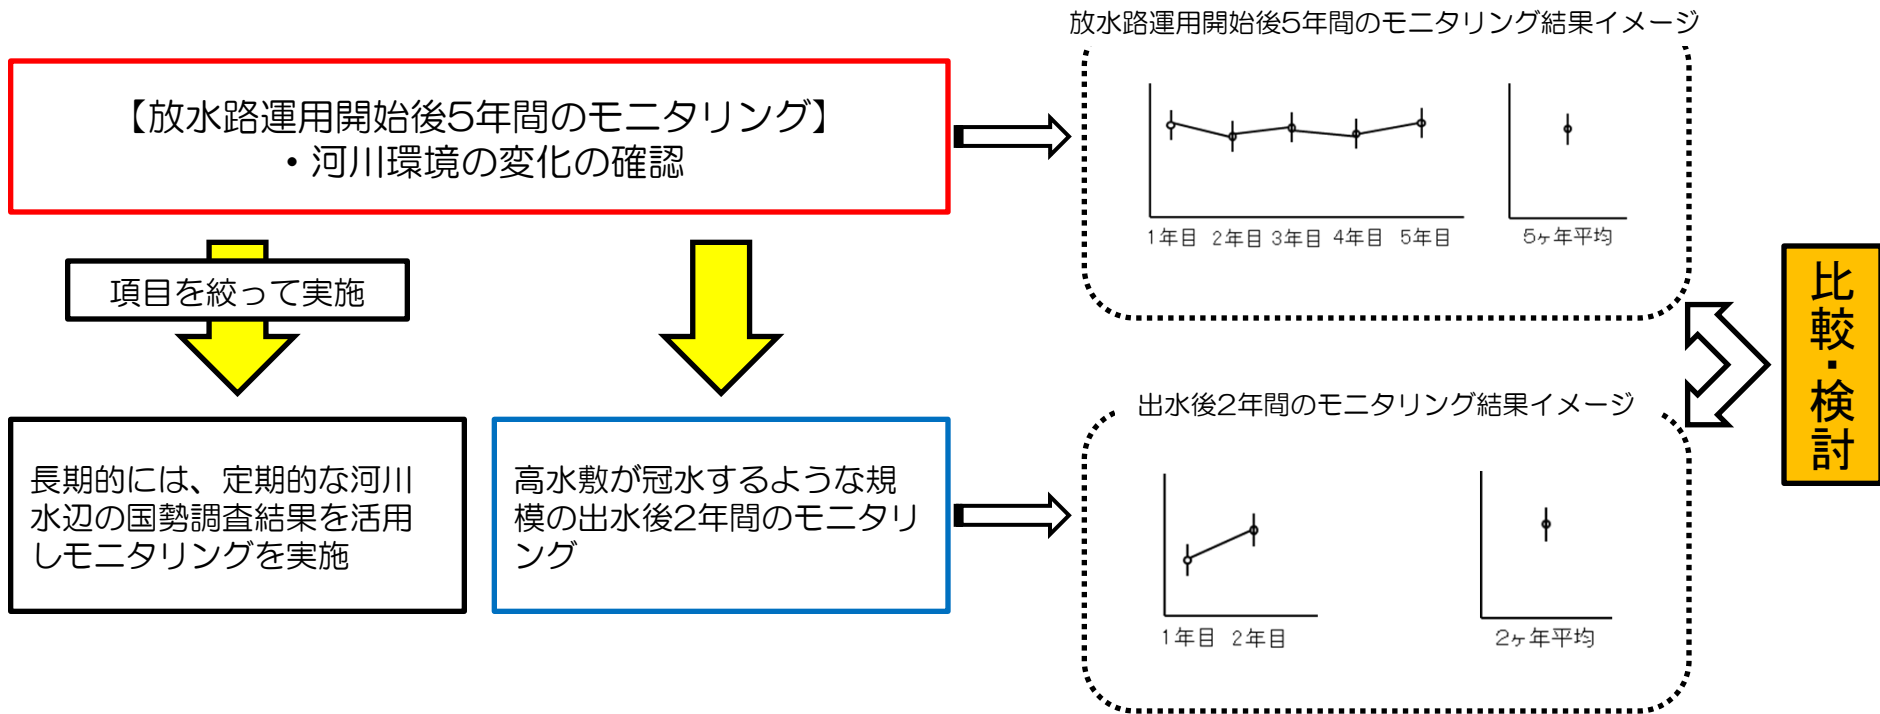 放水路運用開始後5年間のモニタリング結果イメージ
【放水路運用開始後5年間のモニタリング】
・河川環境の変化の確認
1年目 2年目 3年目 4年目 5年目
5ヶ年平均
項目を絞って実施
比較・検討
出水後2年間のモニタリング結果イメージ
長期的には、定期的な河川
水辺の国勢調査結果を活用
しモニタリングを実施
高水敷が冠水するような規
模の出水後2年間のモニタリ
ング
1年目 2年目
2ヶ年平均